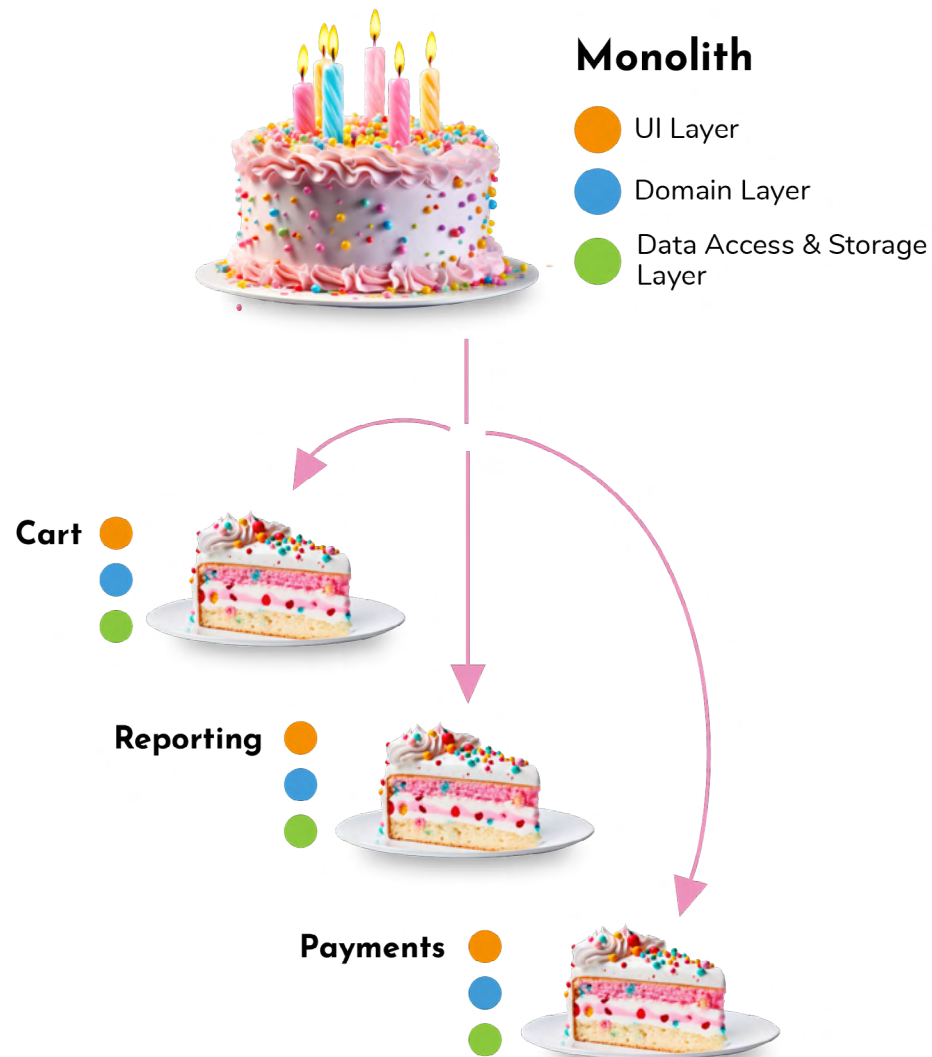 Monolith
UI Layer
Domain Layer
Data Access & Storage
Layer
Cart
Reporting
Payments